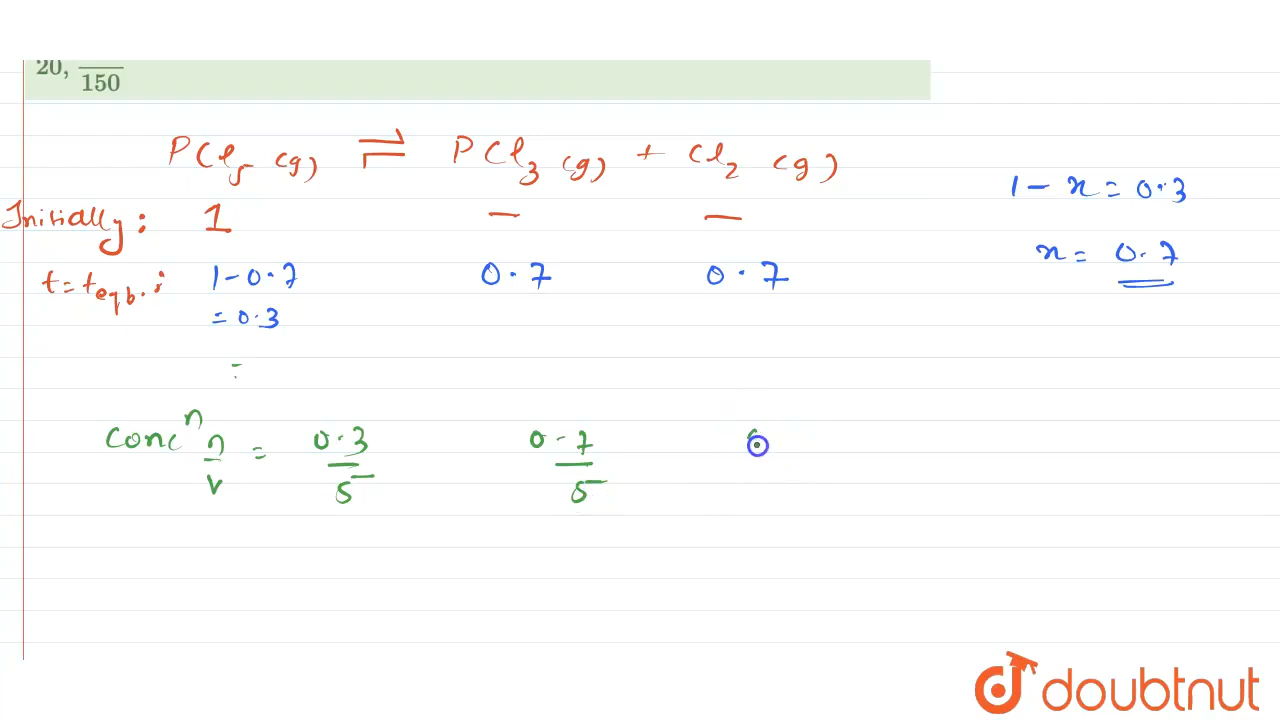 20, —/150
PCl5 (g) ⇌ PCl3 (g) + Cl2 (g)
1 - x = 0.3
Initially: 1 — —
x = 0.7
t = teqb. : 1 - 0.7 0.7 0.7
= 0.3
=
Concn n/v = 0.3/5 0.7/5
doubtnut